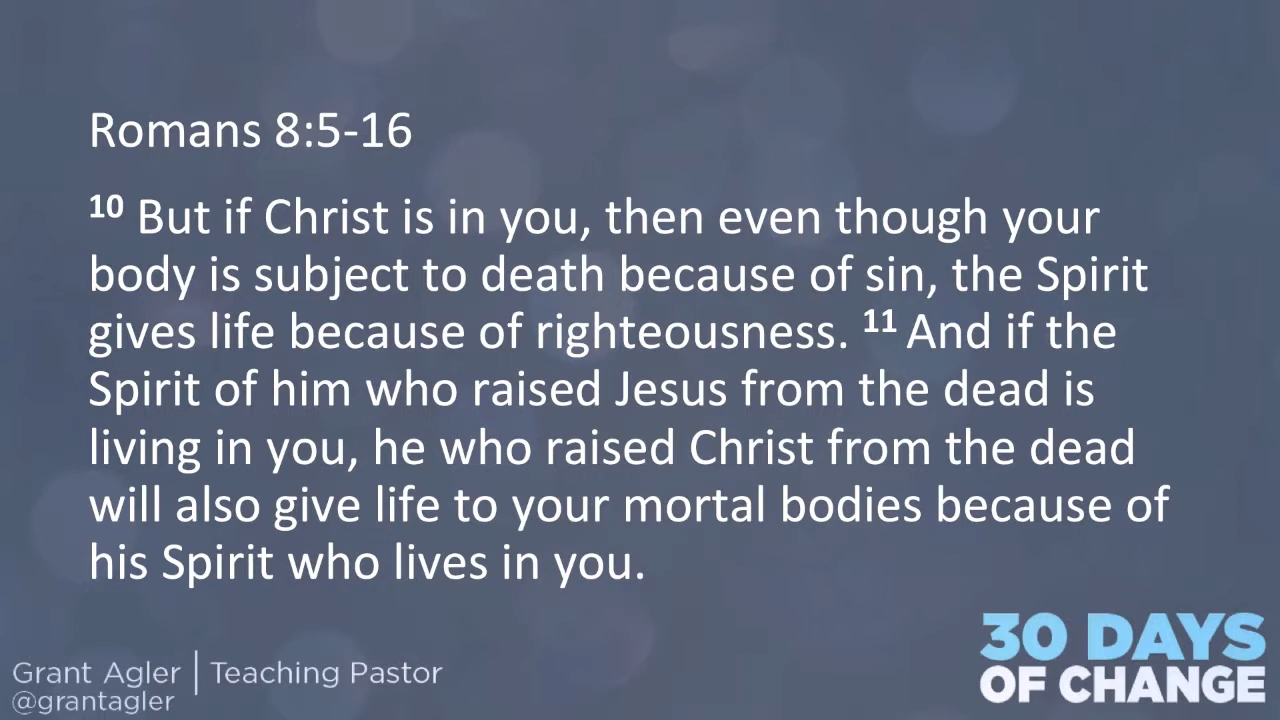 Romans 8:5-16
10 But if Christ is in you, then even though your
body is subject to death because of sin, the Spirit
gives life because of righteousness. 11 And if the
Spirit of him who raised Jesus from the dead is
living in you, he who raised Christ from the dead
will also give life to your mortal bodies because of
his Spirit who lives in you.
Grant Agler | Teaching Pastor
@grantagler
30 DAYS
OF CHANGE